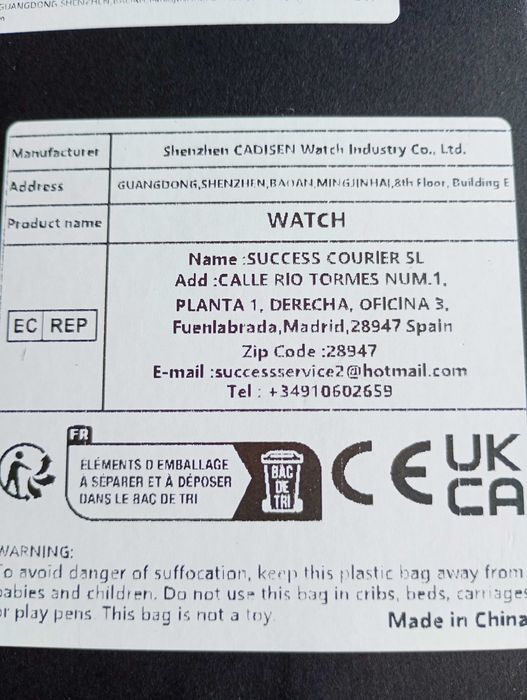 GUANGDONG SHENZHEN,
Manufacturer Shenzhen CADISEN Watch Industry Co., Ltd.
Address GUANGDONG,SHENZHEN,BAOAN,MINGJINHAI,8th Floor, Building E
Product name WATCH
EC REP
Name :SUCCESS COURIER SL
Add :CALLE RIO TORMES NUM.1,
PLANTA 1, DERECHA, OFICINA 3,
Fuenlabrada,Madrid,28947 Spain
Zip Code :28947
E-mail :successservice2@hotmail.com
Tel : +34910602659
FR
ELÉMENTS D EMBALLAGE
À SÉPARER ET À DÉPOSER
DANS LE BAC DE TRI
BAC
DE
TRI
CE
UK
CA
WARNING:
To avoid danger of suffocation, keep this plastic bag away from
babies and children. Do not use this bag in cribs, beds, carriages
or play pens. This bag is not a toy.
Made in China